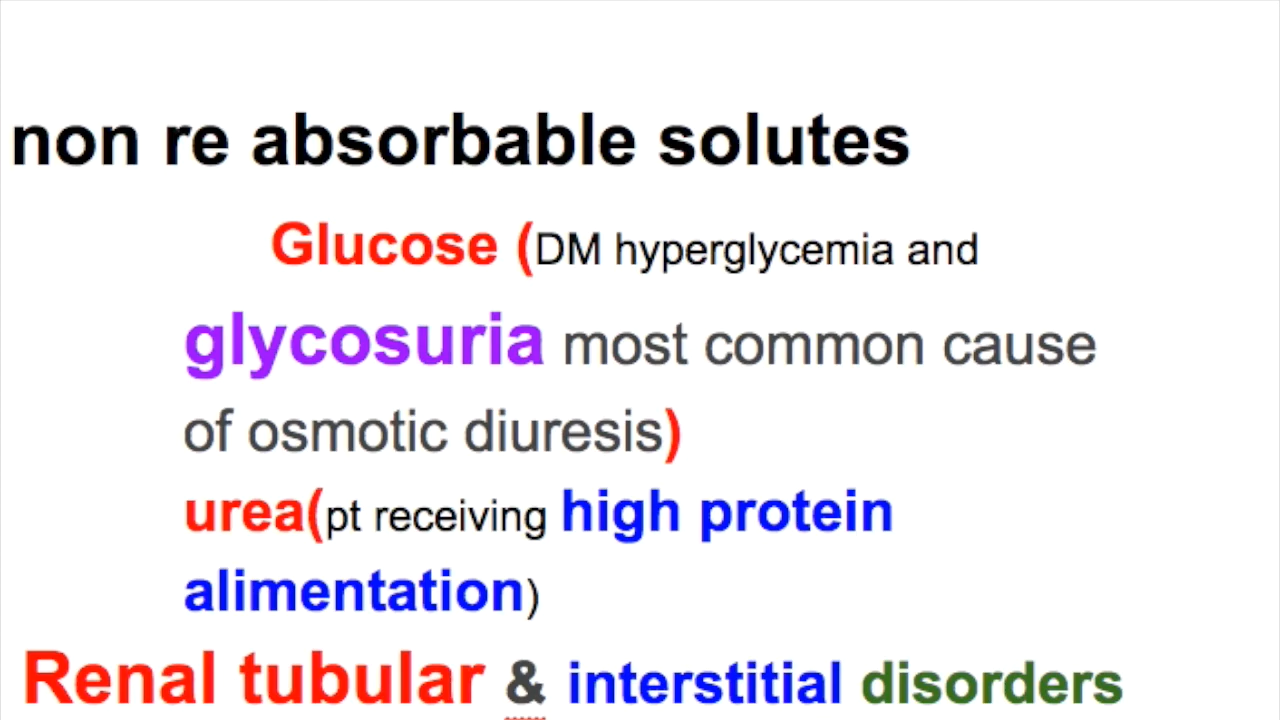 non re absorbable solutes
Glucose (DM hyperglycemia and
glycosuria most common cause
of osmotic diuresis)
urea(pt receiving high protein
alimentation)
Renal tubular & interstitial disorders